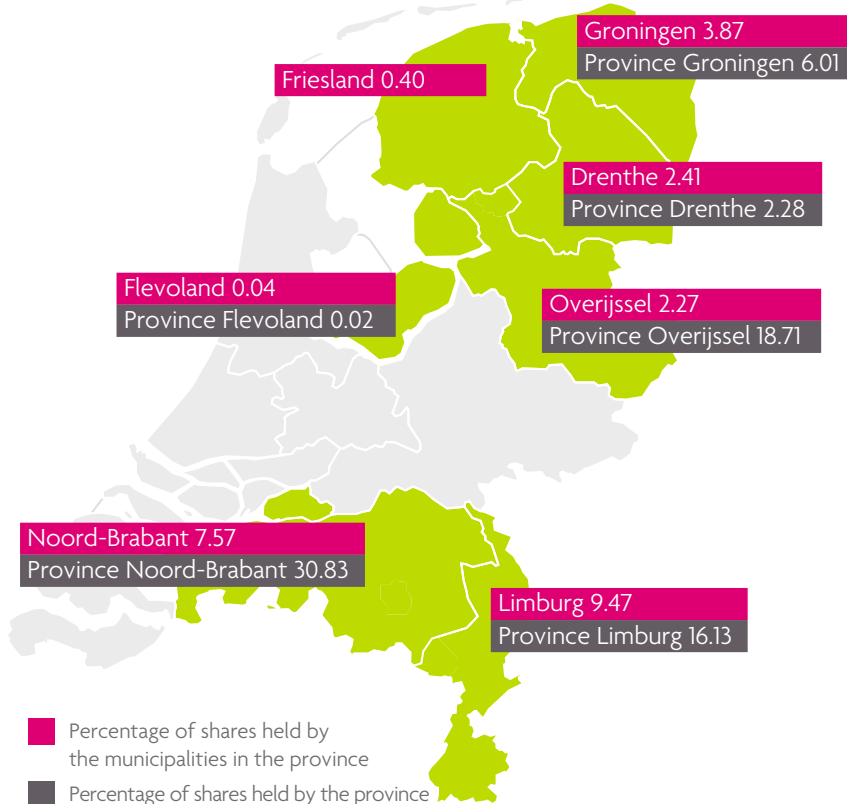 Groningen 3.87
Province Groningen 6.01
Friesland 0.40
Drenthe 2.41
Province Drenthe 2.28
Flevoland 0.04
Province Flevoland 0.02
Overijssel 2.27
Province Overijssel 18.71
Noord-Brabant 7.57
Province Noord-Brabant 30.83
Limburg 9.47
Province Limburg 16.13
Percentage of shares held by
the municipalities in the province
Percentage of shares held by the province